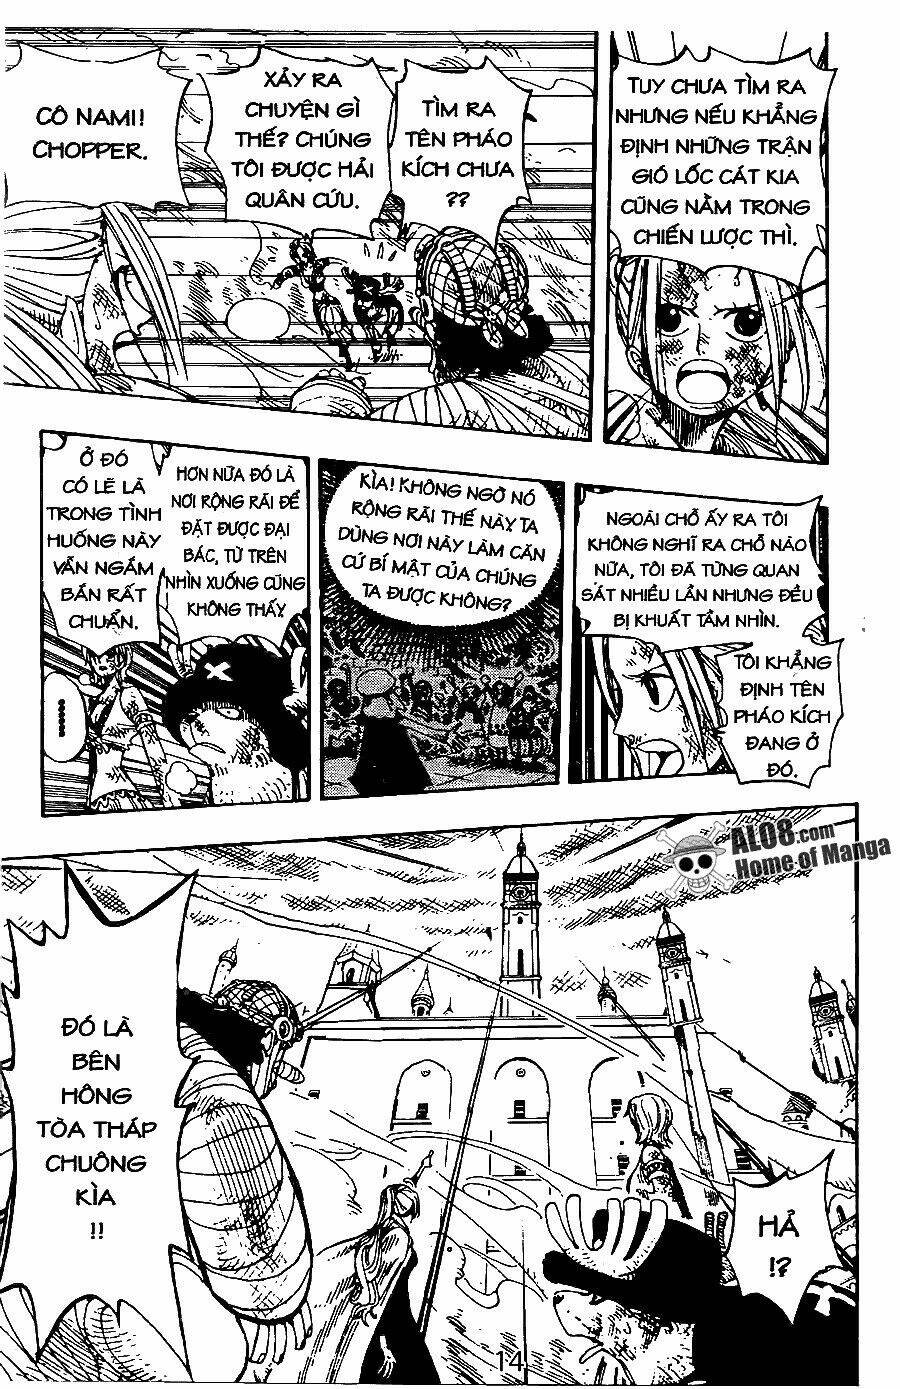 TUY CHƯA TÌM RA
NHƯNG NẾU KHẲNG
ĐỊNH NHỮNG TRẬN
GIÓ LỐC CÁT KIA
CŨNG NẰM TRONG
CHIẾN LƯỢC THÌ.
TÌM RA
TÊN PHÁO
KÍCH CHƯA
??
XẢY RA
CHUYỆN GÌ
THẾ? CHÚNG
TÔI ĐƯỢC HẢI
QUÂN CỨU.
CÔ NAMI!
CHOPPER.
NGOÀI CHỖ ẤY RA TÔI
KHÔNG NGHĨ RA CHỖ NÀO
NỮA, TÔI ĐÃ TỪNG QUAN
SÁT NHIỀU LẦN NHƯNG ĐỀU
BỊ KHUẤT TẦM NHÌN.
TÔI KHẲNG
ĐỊNH TÊN
PHÁO KÍCH
ĐANG Ở
ĐÓ.
KÌA! KHÔNG NGỜ NÓ
RỘNG RÃI THẾ NÀY TA
DÙNG NƠI NÀY LÀM CĂN
CỨ BÍ MẬT CỦA CHÚNG
TA ĐƯỢC KHÔNG?
HƠN NỮA ĐÓ LÀ
NƠI RỘNG RÃI ĐỂ
ĐẶT ĐƯỢC ĐẠI
BÁC, TỪ TRÊN
NHÌN XUỐNG CŨNG
KHÔNG THẤY.
Ở ĐÓ
CÓ LẼ LÀ
TRONG TÌNH
HUỐNG NÀY
VẪN NGẮM
BẮN RẤT
CHUẨN.
ALO8.com
Home of Manga
ĐÓ LÀ
BÊN
HÔNG
TÒA THÁP
CHUÔNG
KÌA
!!
HẢ
!?
14